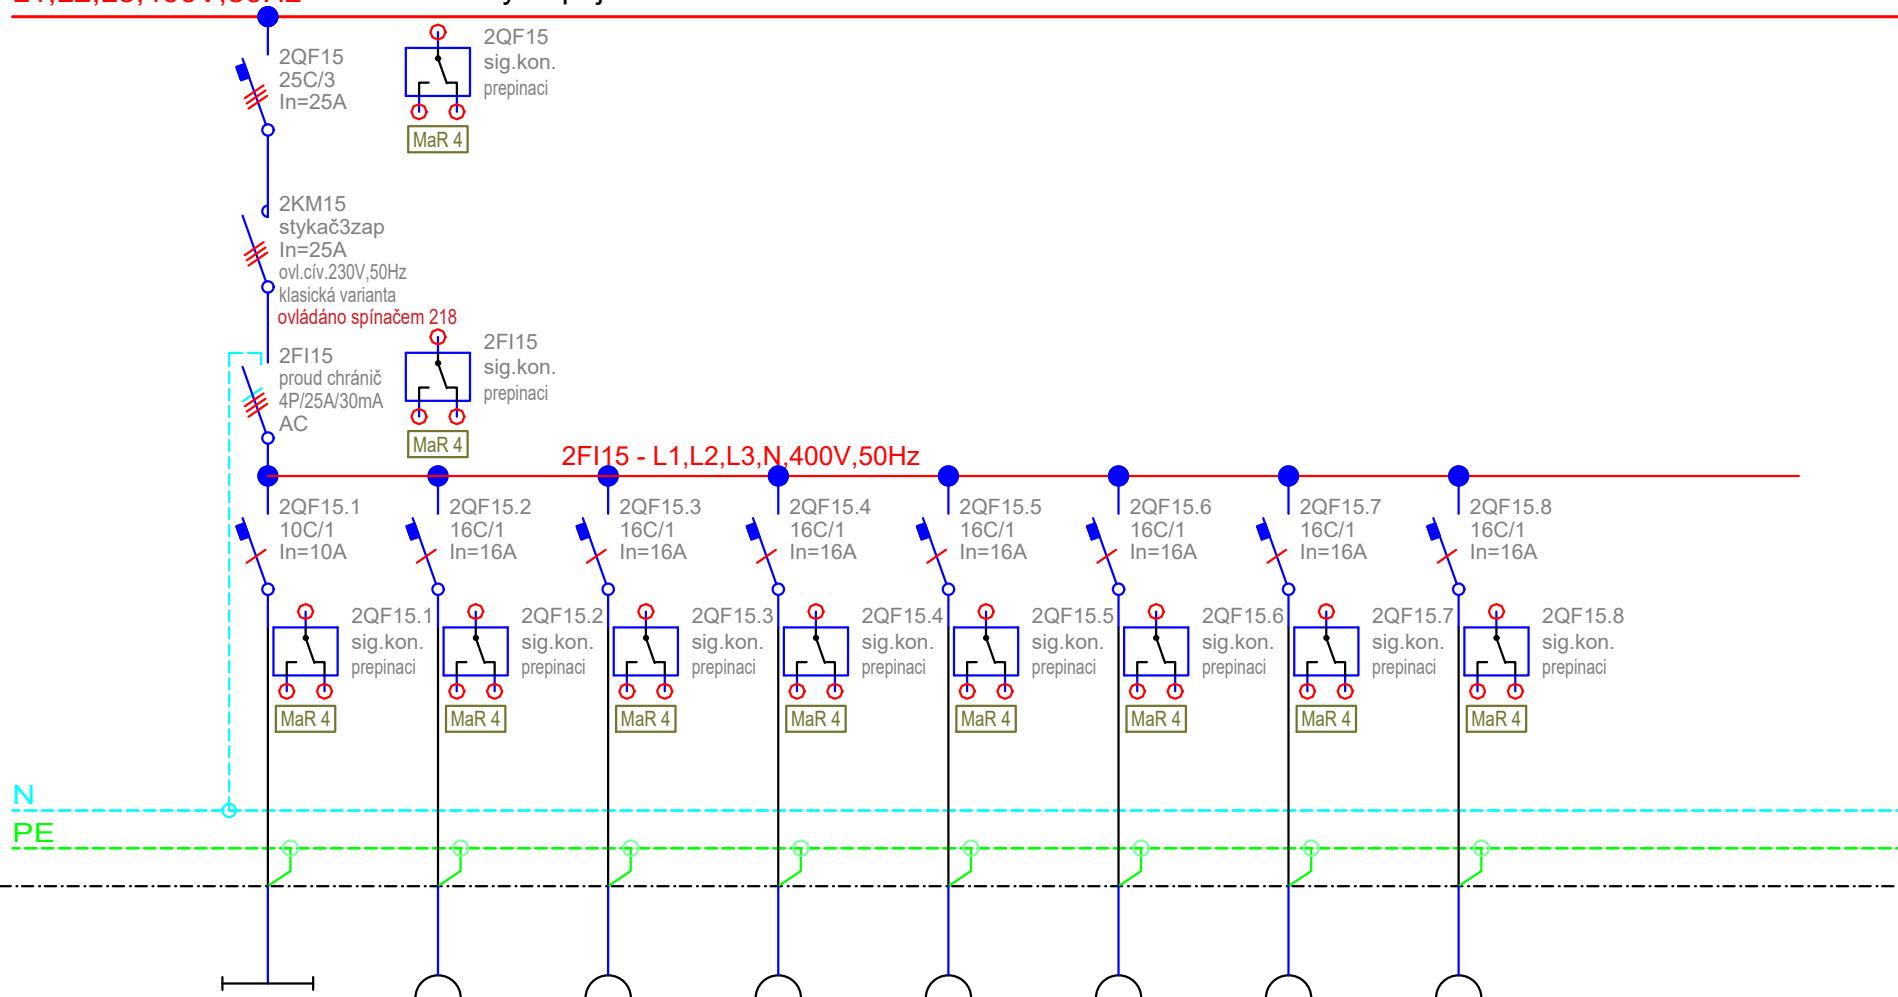 2QF15
25C/3
In=25A
2QF15
sig.kon.
prepinaci
MaR 4
2KM15
stykač3zap
In=25A
ovl.cív.230V,50Hz
klasická varianta
ovládáno spínačem 218
2FI15
proud chránič
4P/25A/30mA
AC
2FI15
sig.kon.
prepinaci
MaR 4
2FI15 - L1,L2,L3,N,400V,50Hz
2QF15.1
10C/1
In=10A
2QF15.2
16C/1
In=16A
2QF15.3
16C/1
In=16A
2QF15.4
16C/1
In=16A
2QF15.5
16C/1
In=16A
2QF15.6
16C/1
In=16A
2QF15.7
16C/1
In=16A
2QF15.8
16C/1
In=16A
2QF15.1
sig.kon.
prepinaci
MaR 4
2QF15.2
sig.kon.
prepinaci
MaR 4
2QF15.3
sig.kon.
prepinaci
MaR 4
2QF15.4
sig.kon.
prepinaci
MaR 4
2QF15.5
sig.kon.
prepinaci
MaR 4
2QF15.6
sig.kon.
prepinaci
MaR 4
2QF15.7
sig.kon.
prepinaci
MaR 4
2QF15.8
sig.kon.
prepinaci
MaR 4
N
PE